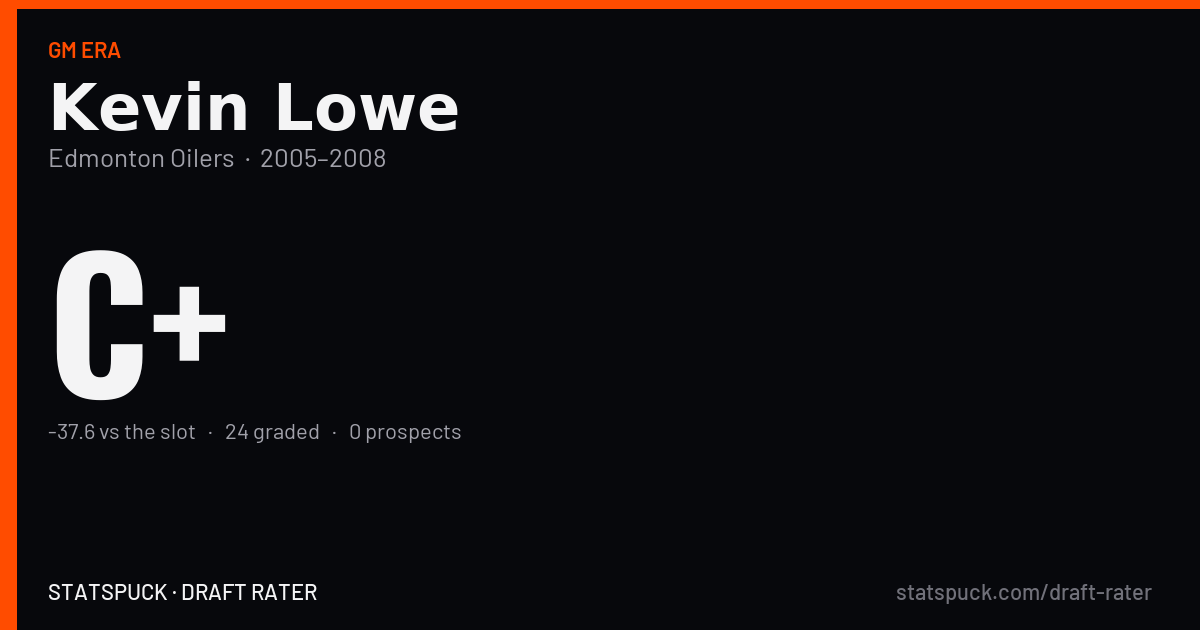 GM ERA
Kevin Lowe
Edmonton Oilers · 2005–2008
C+
-37.6 vs the slot · 24 graded · 0 prospects
STATSPUCK · DRAFT RATER
statspuck.com/draft-rater